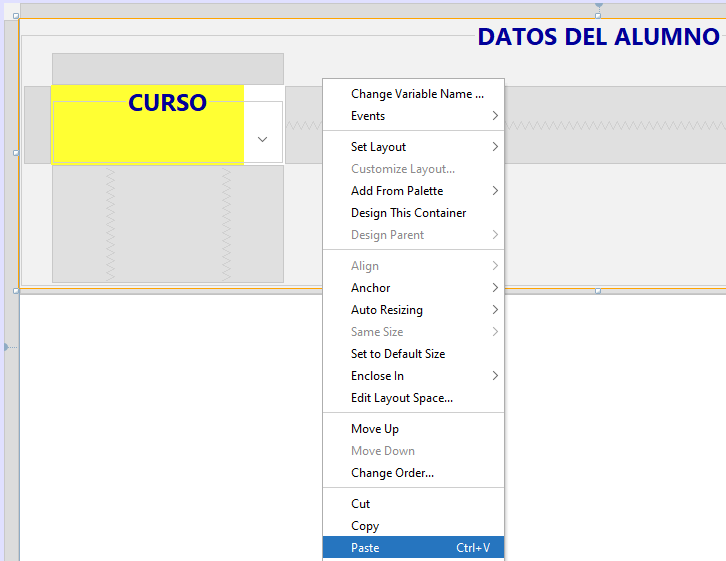 DATOS DEL ALUMNO
CURSO
Change Variable Name ...
Events
Set Layout
Customize Layout...
Add From Palette
Design This Container
Design Parent
Align
Anchor
Auto Resizing
Same Size
Set to Default Size
Enclose In
Edit Layout Space...
Move Up
Move Down
Change Order...
Cut
Copy
Paste Ctrl+V